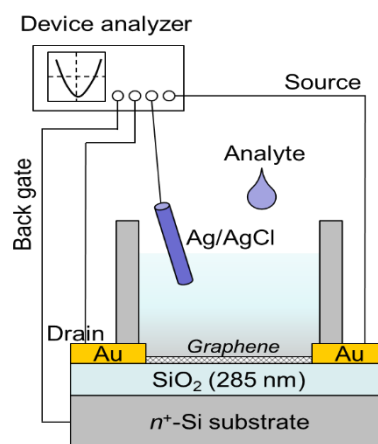 Device analyzer
Source
Analyte
Back gate
Ag/AgCl
Drain
Graphene
Au
Au
SiO₂ (285 nm)
n⁺-Si substrate